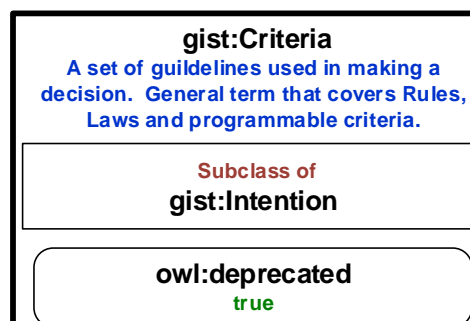 gist:Criteria
A set of guildelines used in making a
decision.  General term that covers Rules,
Laws and programmable criteria.
Subclass of
gist:Intention
owl:deprecated
true